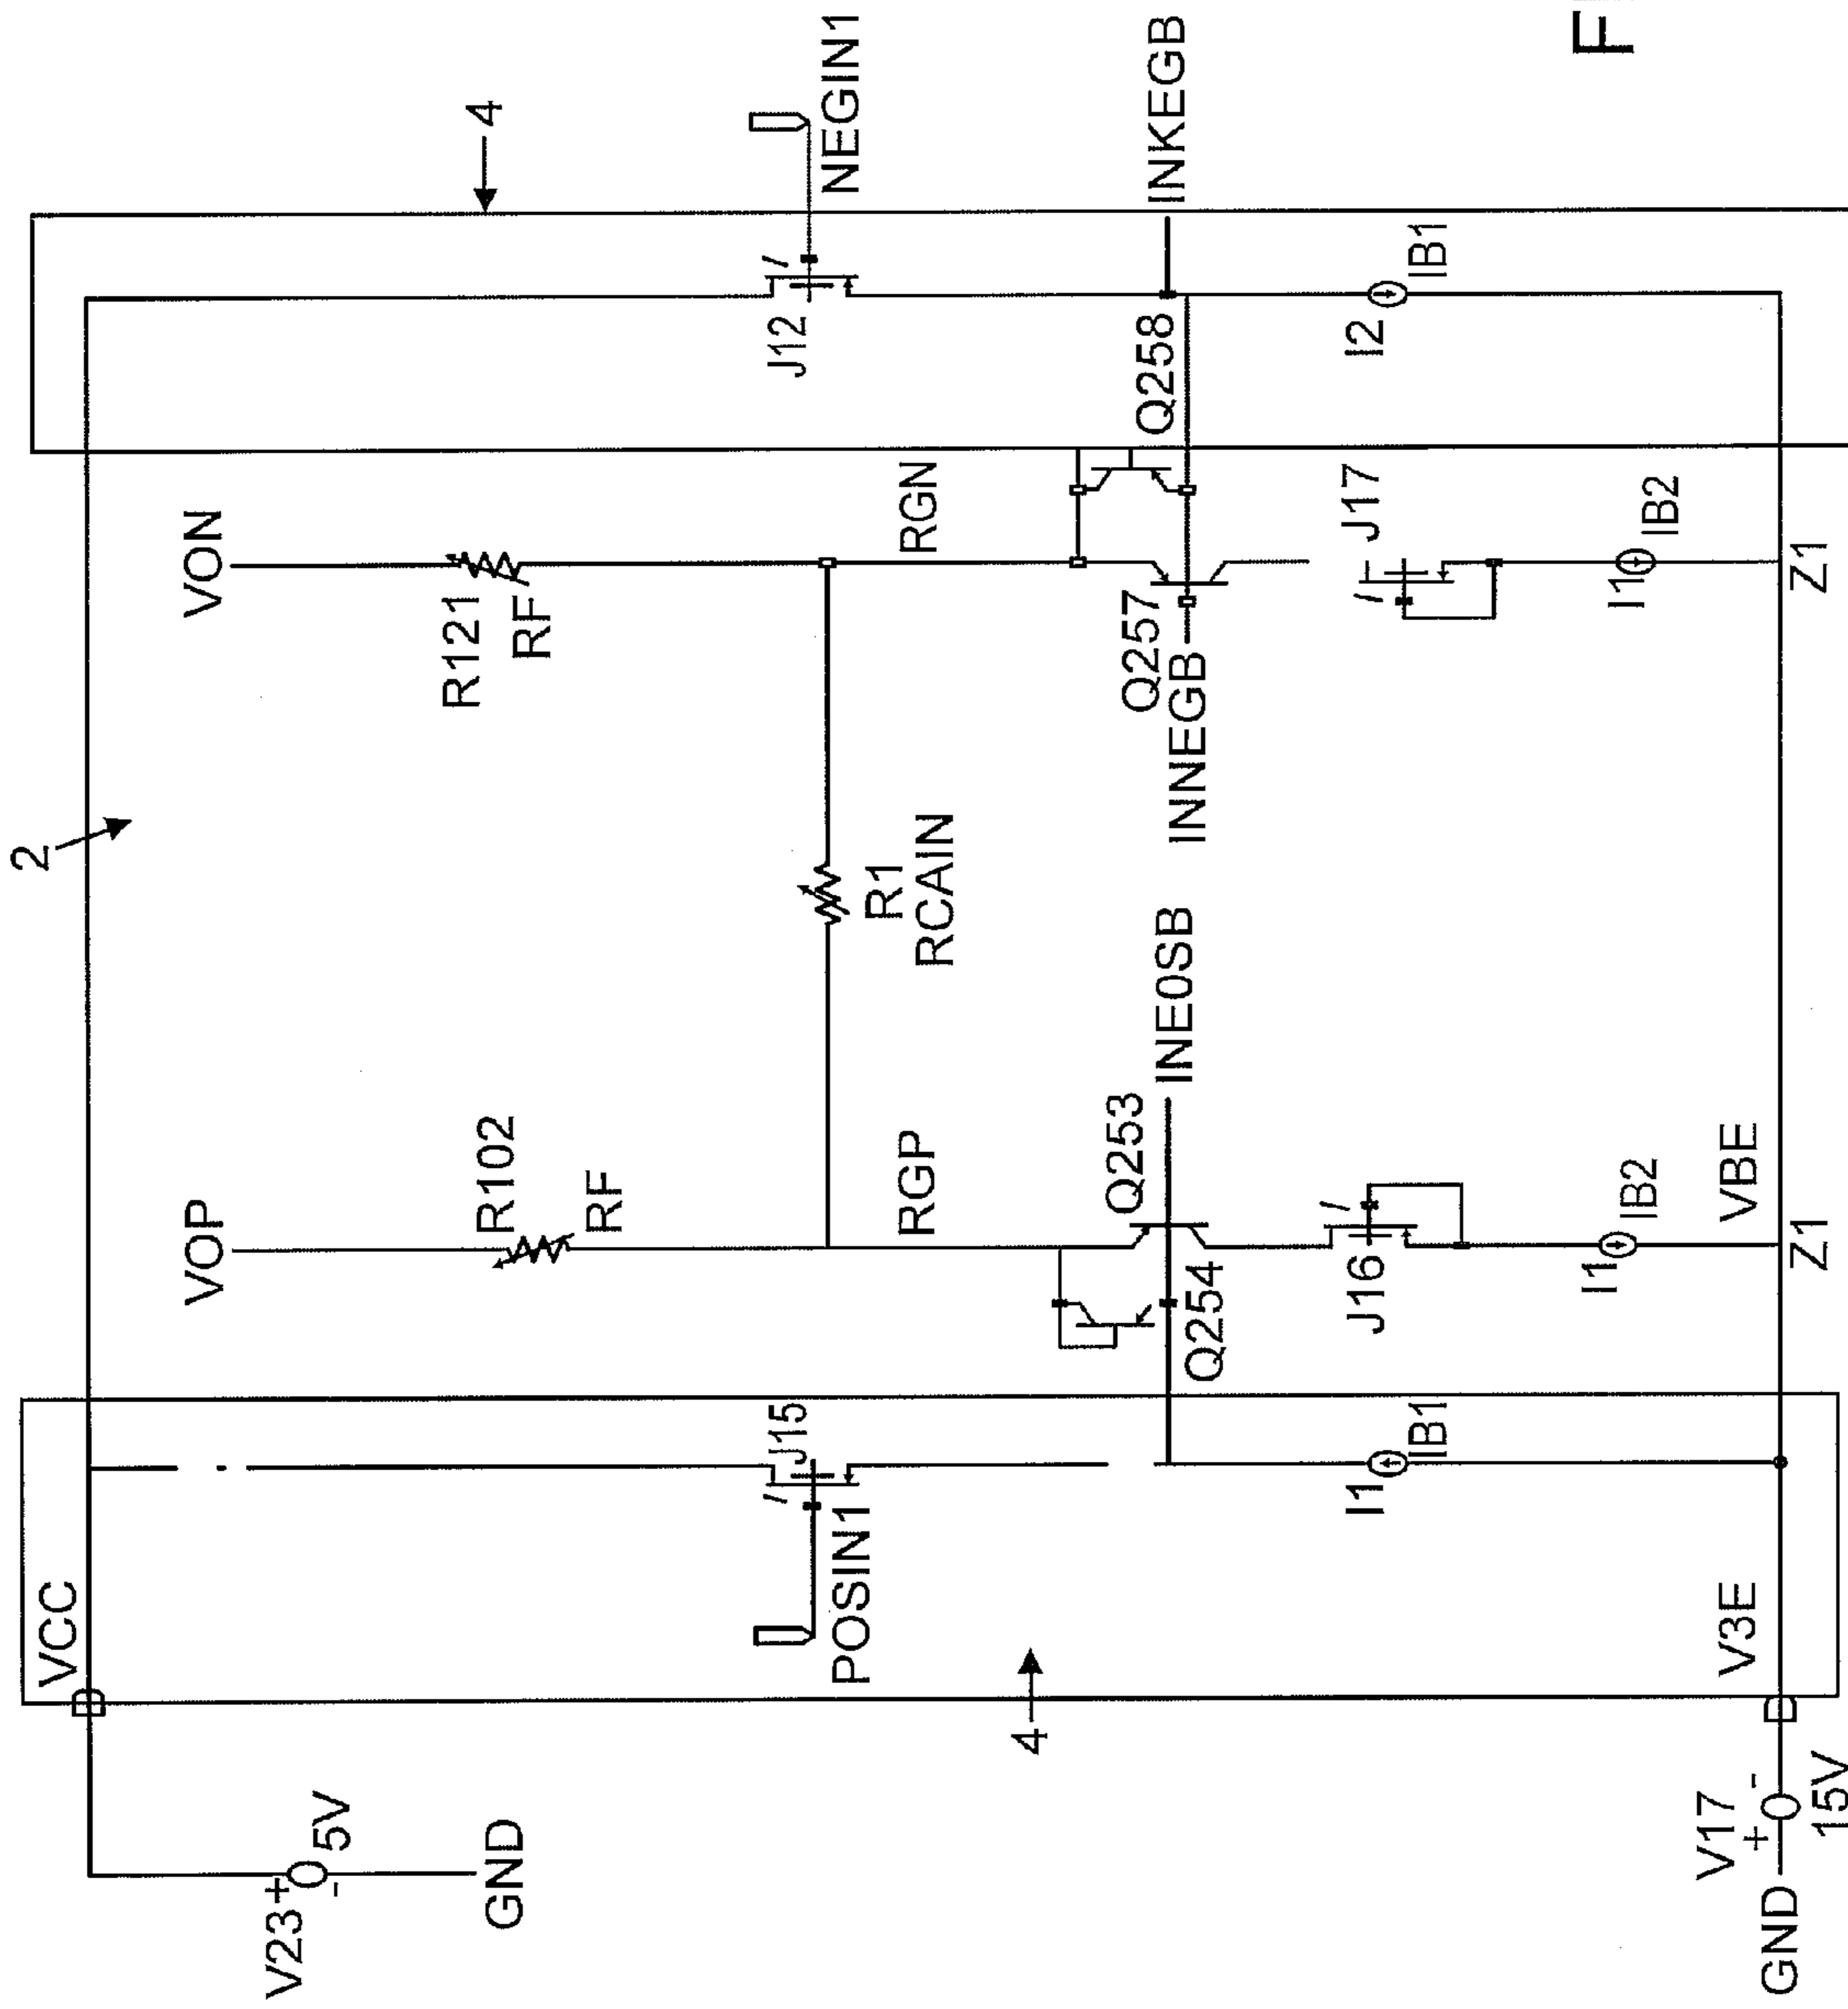 2
VCC
V23
+
-
5V
GND
VOP
R102
RF
VON
R121
RF
R1
RCAIN
RGP
RGN
4
J15
POSIN1
J12
NEGIN1
4
Q253
Q254
INE0SB
Q257
INNEGB
Q258
INKEGB
J16
J17
I1
IB1
I1
IB2
I1
IB2
I2
IB1
V3E
VBE
Z1
Z1
V17
+
-
GND
15V
F